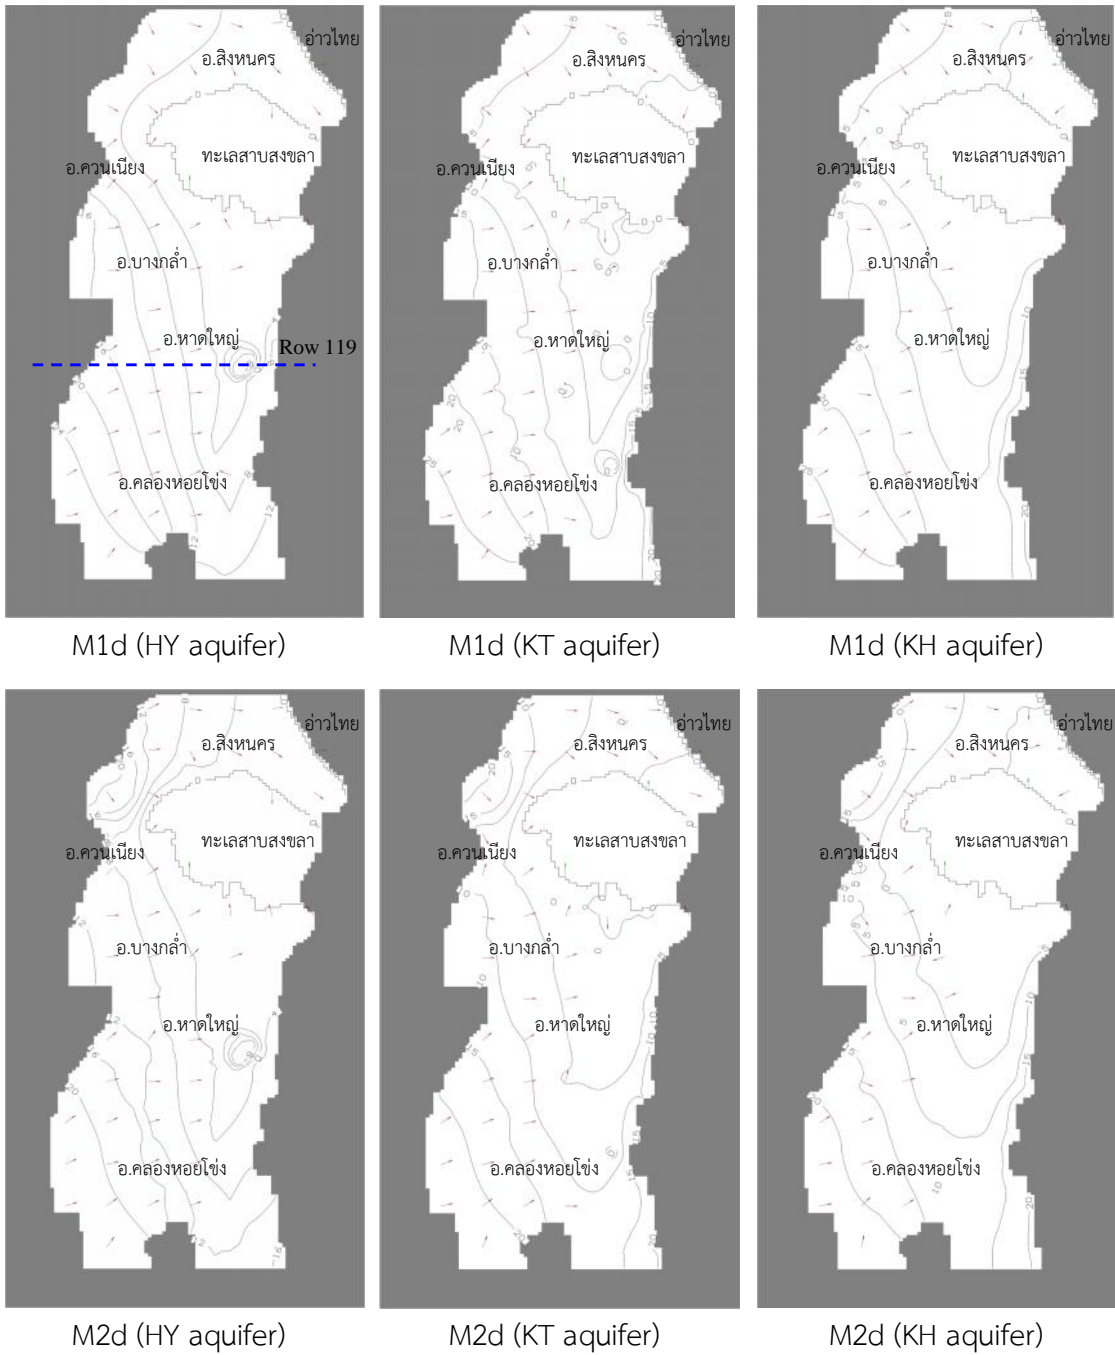 อ่าวไทย
อ.สิงหนคร
ทะเลสาบสงขลา
อ.ควนเนียง
อ.บางกล่ำ
อ.หาดใหญ่
Row 119
อ.คลองหอยโข่ง
M1d (HY aquifer)
อ่าวไทย
อ.สิงหนคร
ทะเลสาบสงขลา
อ.ควนเนียง
อ.บางกล่ำ
อ.หาดใหญ่
อ.คลองหอยโข่ง
M1d (KT aquifer)
อ่าวไทย
อ.สิงหนคร
ทะเลสาบสงขลา
อ.ควนเนียง
อ.บางกล่ำ
อ.หาดใหญ่
อ.คลองหอยโข่ง
M1d (KH aquifer)
อ่าวไทย
อ.สิงหนคร
ทะเลสาบสงขลา
อ.ควนเนียง
อ.บางกล่ำ
อ.หาดใหญ่
อ.คลองหอยโข่ง
M2d (HY aquifer)
อ่าวไทย
อ.สิงหนคร
ทะเลสาบสงขลา
อ.ควนเนียง
อ.บางกล่ำ
อ.หาดใหญ่
อ.คลองหอยโข่ง
M2d (KT aquifer)
อ่าวไทย
อ.สิงหนคร
ทะเลสาบสงขลา
อ.ควนเนียง
อ.บางกล่ำ
อ.หาดใหญ่
อ.คลองหอยโข่ง
M2d (KH aquifer)